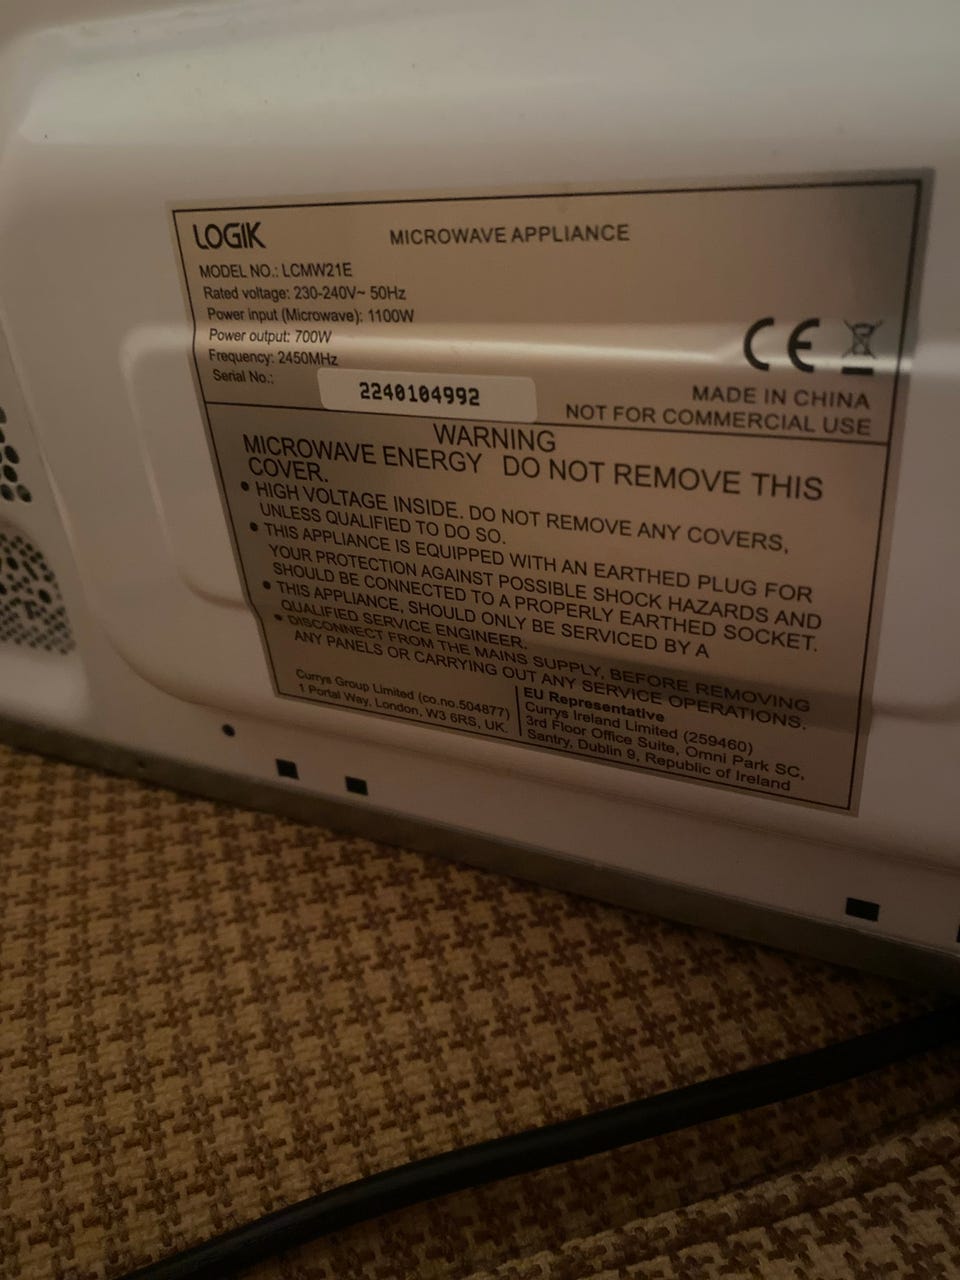 LOGIK
MICROWAVE APPLIANCE
MODEL NO.: LCMW21E
Rated voltage: 230-240V~ 50Hz
Power input (Microwave): 1100W
Power output: 700W
Frequency: 2450MHz
Serial No.:
2240104992
CE
MADE IN CHINA
NOT FOR COMMERCIAL USE
WARNING
MICROWAVE ENERGY DO NOT REMOVE THIS
COVER.
• HIGH VOLTAGE INSIDE. DO NOT REMOVE ANY COVERS,
UNLESS QUALIFIED TO DO SO.
• THIS APPLIANCE IS EQUIPPED WITH AN EARTHED PLUG FOR
YOUR PROTECTION AGAINST POSSIBLE SHOCK HAZARDS AND
SHOULD BE CONNECTED TO A PROPERLY EARTHED SOCKET.
• THIS APPLIANCE, SHOULD ONLY BE SERVICED BY A
QUALIFIED SERVICE ENGINEER.
• DISCONNECT FROM THE MAINS SUPPLY, BEFORE REMOVING
ANY PANELS OR CARRYING OUT ANY SERVICE OPERATIONS.
Currys Group Limited (co.no.504877)
1 Portal Way, London, W3 6RS, UK.
EU Representative
Currys Ireland Limited (259460)
3rd Floor Office Suite, Omni Park SC,
Santry, Dublin 9, Republic of Ireland